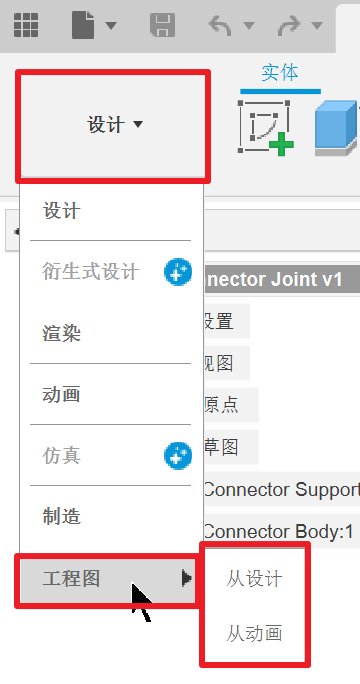 实体
设计
设计
衍生式设计
渲染
动画
仿真
制造
工程图
从设计
从动画
nnector Joint v1
设置
视图
原点
草图
Connector Support
Connector Body:1